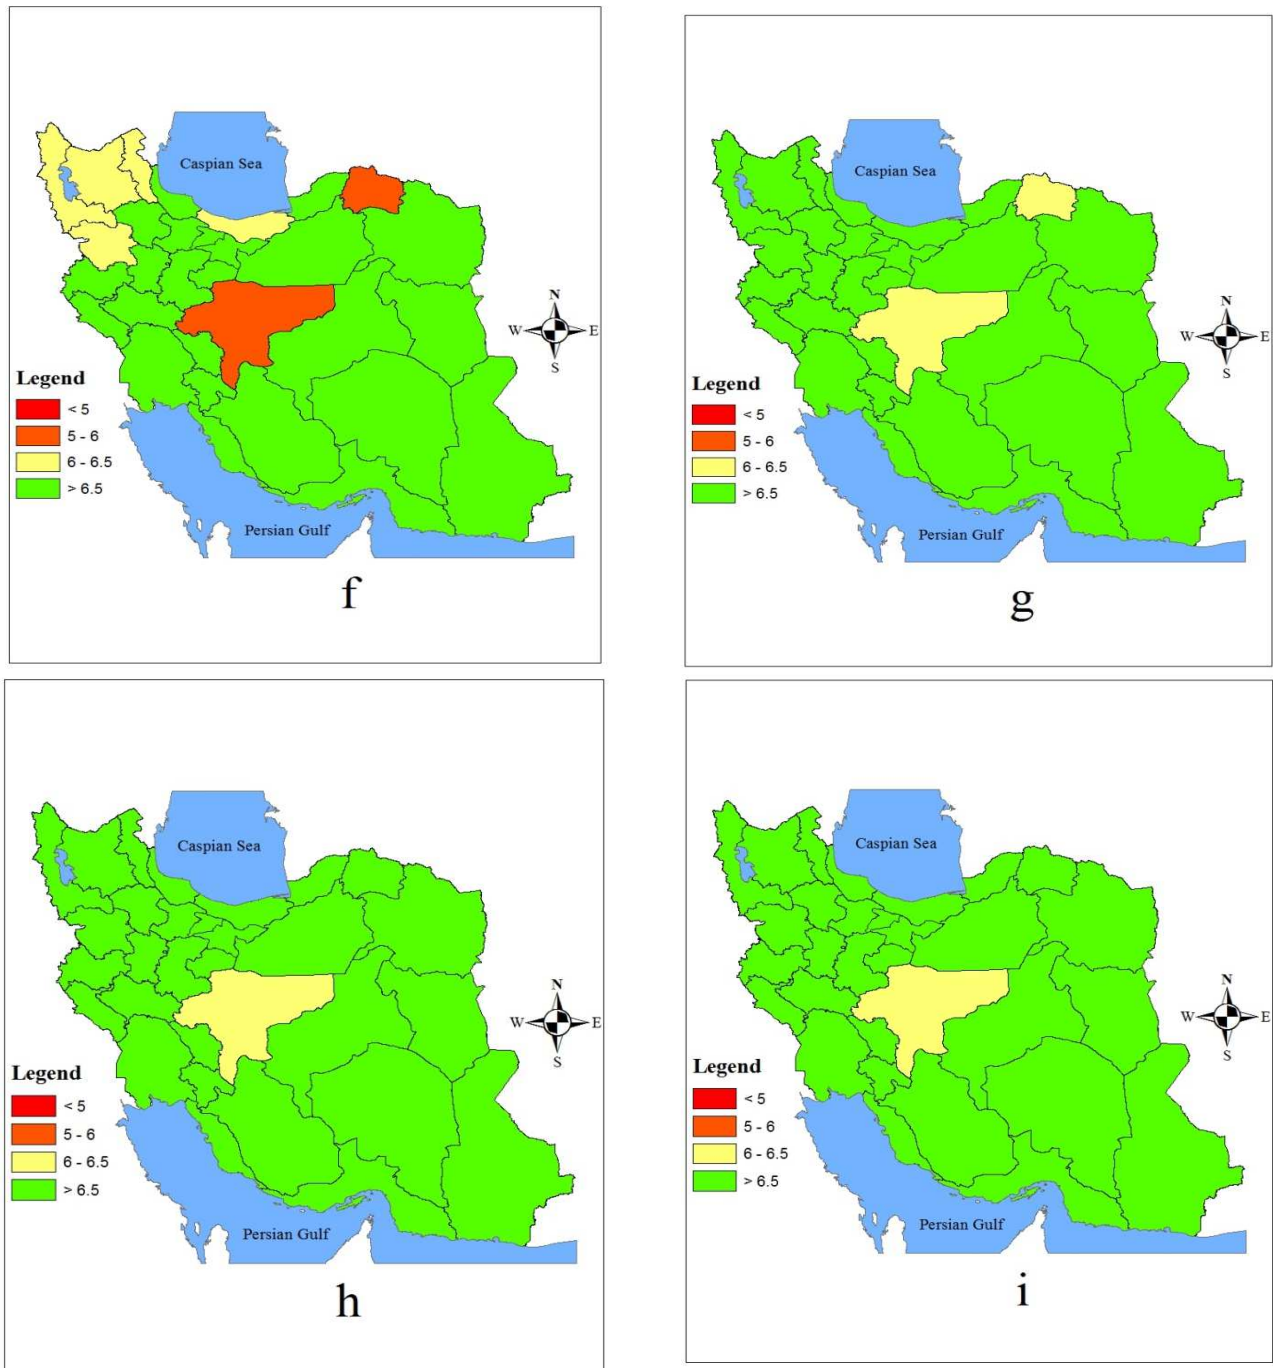 Caspian Sea
N
W E
S
Legend
< 5
5 - 6
6 - 6.5
> 6.5
Persian Gulf
f
Caspian Sea
N
W E
S
Legend
< 5
5 - 6
6 - 6.5
> 6.5
Persian Gulf
g
Caspian Sea
N
W E
S
Legend
< 5
5 - 6
6 - 6.5
> 6.5
Persian Gulf
h
Caspian Sea
N
W E
S
Legend
< 5
5 - 6
6 - 6.5
> 6.5
Persian Gulf
i